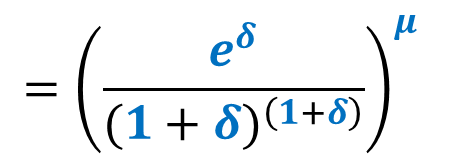 = (e^δ / (1 + δ)^(1+δ))^μ